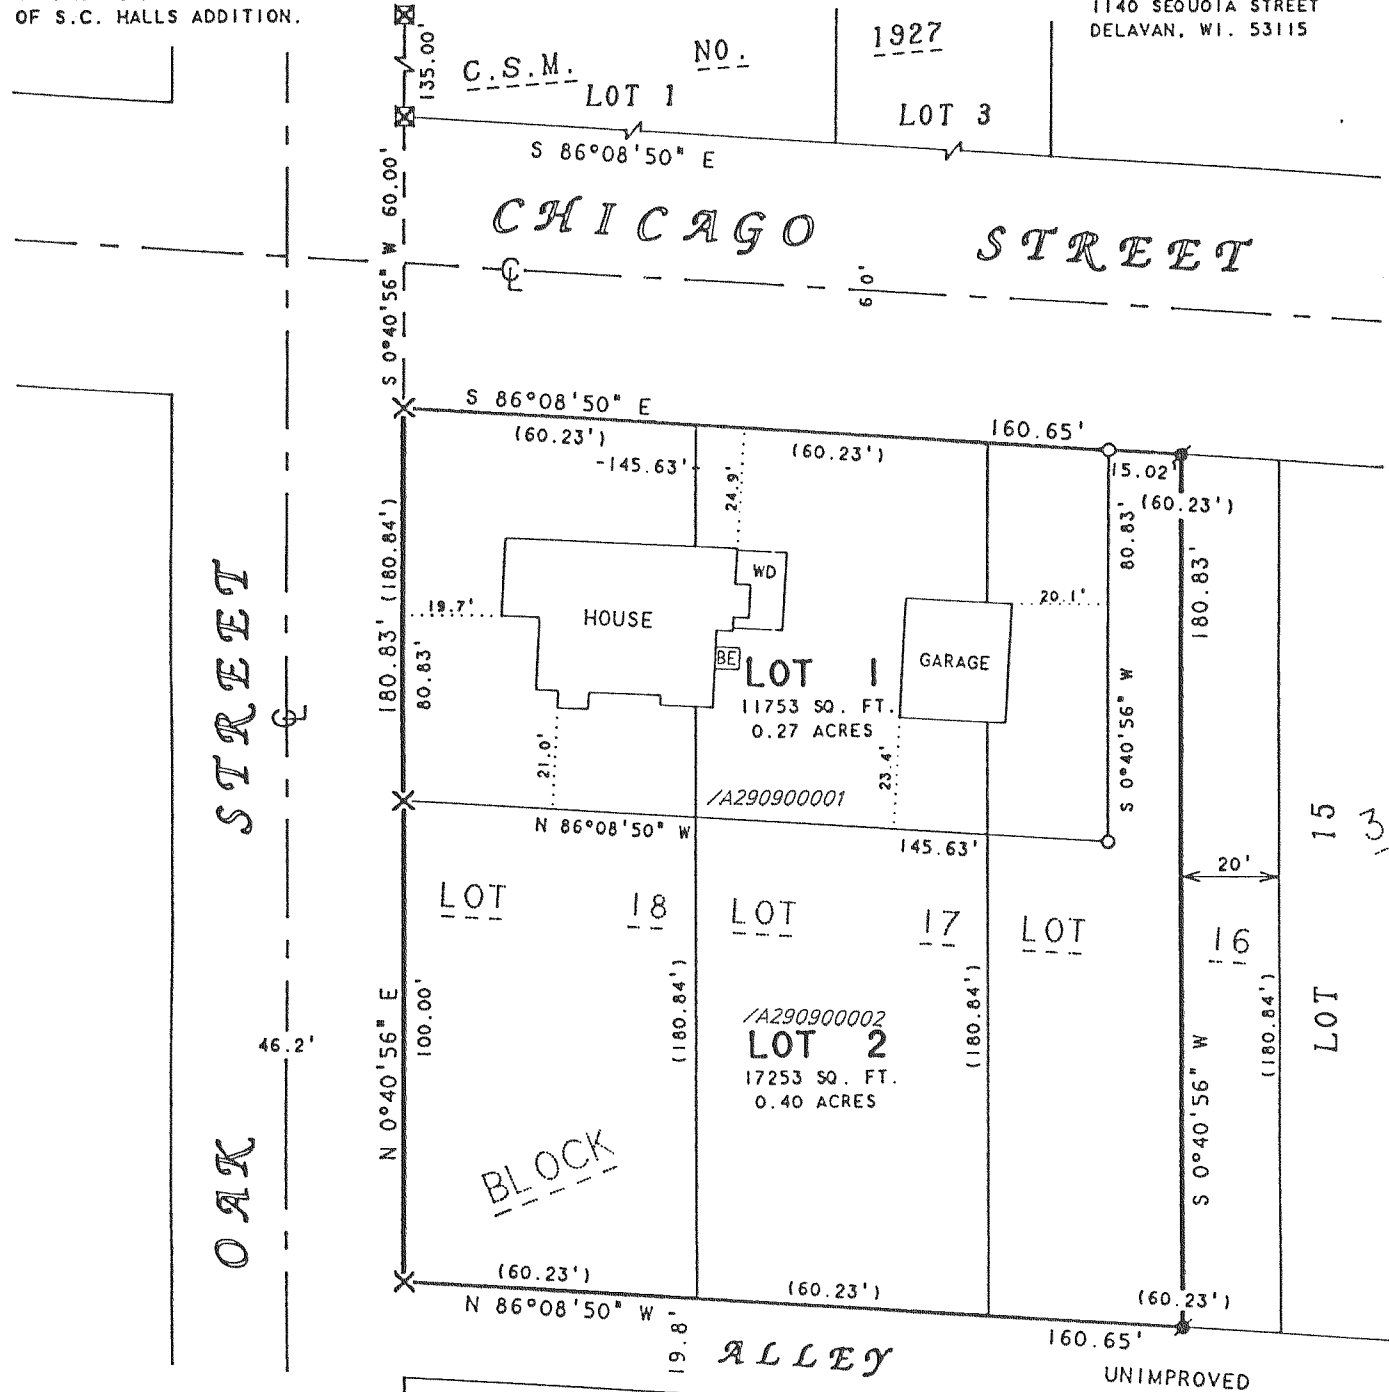 OF S.C. HALLS ADDITION.
1140 SEQUOIA STREET
DELAVAN, WI. 53115
135.00'
C.S.M. NO. 1927
LOT 1
LOT 3
S 86°08'50" E
S 0°40'56" W 60.00'
CHICAGO STREET
60'
S 86°08'50" E
160.65'
(60.23')
(60.23')
15.02'
(60.23')
-145.63'
24.9'
180.83' (180.84')
80.83'
80.83'
180.83'
19.7'
HOUSE
WD
BE
20.1'
GARAGE
LOT 1
11753 SQ. FT.
0.27 ACRES
S 0°40'56" W
21.0'
23.4'
/A290900001
N 86°08'50" W
145.63'
OAK STREET
46.2'
20'
LOT 15
3
LOT 18
LOT 17
LOT 16
N 0°40'56" E
100.00'
(180.84')
(180.84')
(180.84')
/A290900002
LOT 2
17253 SQ. FT.
0.40 ACRES
S 0°40'56" W
BLOCK
(60.23')
(60.23')
(60.23')
N 86°08'50" W
160.65'
19.8'
ALLEY
UNIMPROVED